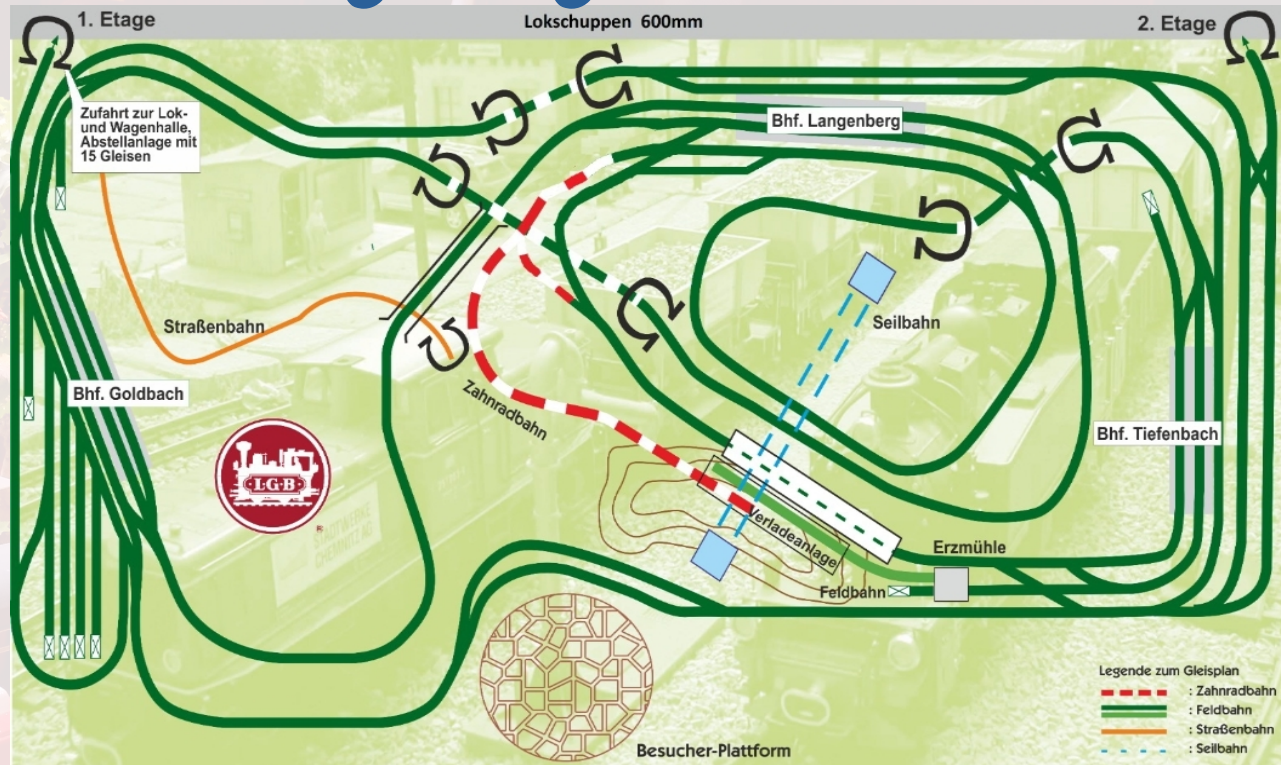 1. Etage
Lokschuppen 600mm
2. Etage
Zufahrt zur Lok-
und Wagenhalle,
Abstellanlage mit
15 Gleisen
Bhf. Langenberg
Straßenbahn
Seilbahn
Bhf. Goldbach
Zahnradbahn
Bhf. Tiefenbach
LGB
®
Verladeanlage
Erzmühle
Feldbahn
Besucher-Plattform
Legende zum Gleisplan
: Zahnradbahn
: Feldbahn
: Straßenbahn
: Seilbahn